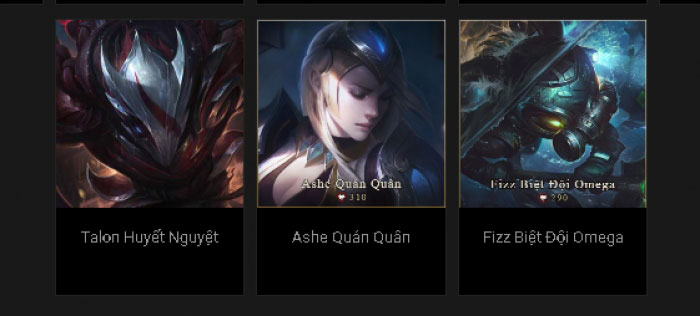 Ashe Quán Quân
310
Fizz Biệt Đội Omega
290
Talon Huyết Nguyệt
Ashe Quán Quân
Fizz Biệt Đội Omega